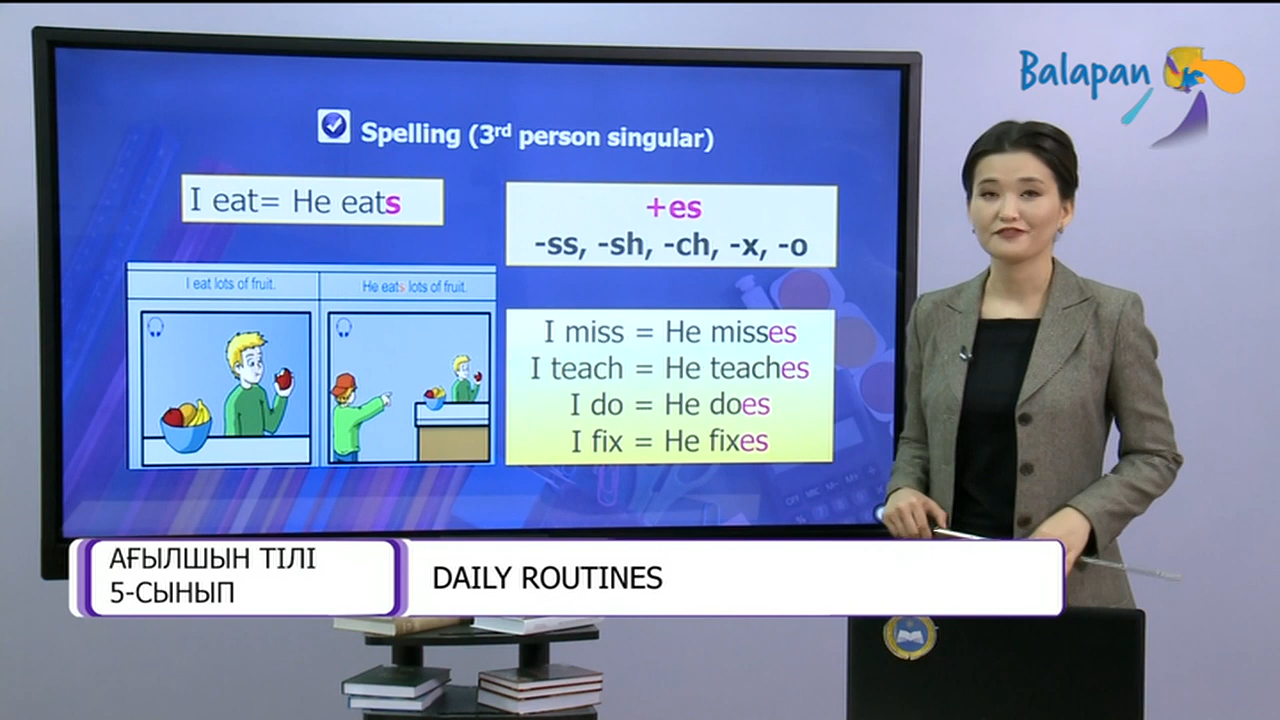 Balapan
Spelling (3rd person singular)
I eat= He eats
+es
-ss, -sh, -ch, -x, -o
I eat lots of fruit.
He eats lots of fruit.
I miss = He misses
I teach = He teaches
I do = He does
I fix = He fixes
АҒЫЛШЫН ТІЛІ
5-СЫНЫП
DAILY ROUTINES